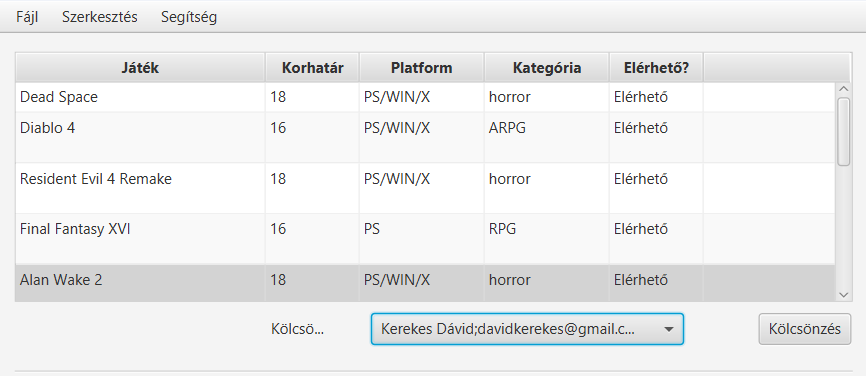 Fájl Szerkesztés Segítség
Játék Korhatár Platform Kategória Elérhető?
Dead Space 18 PS/WIN/X horror Elérhető
Diablo 4 16 PS/WIN/X ARPG Elérhető
Resident Evil 4 Remake 18 PS/WIN/X horror Elérhető
Final Fantasy XVI 16 PS RPG Elérhető
Alan Wake 2 18 PS/WIN/X horror Elérhető
Kölcsö... Kerekes Dávid;davidkerekes@gmail.c... Kölcsönzés